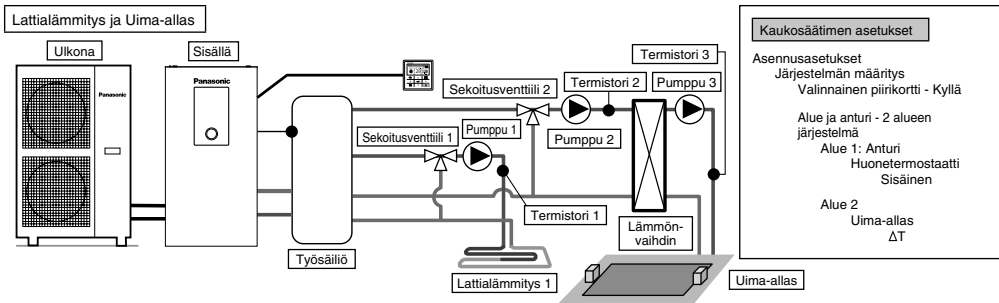 Lattialämmitys ja Uima-allas
Ulkona
Sisällä
Panasonic
Panasonic
Sekoitusventtiili 2
Termistori 3
Termistori 2
Pumppu 3
Sekoitusventtiili 1
Pumppu 1
Pumppu 2
Termistori 1
Lämmön-
vaihdin
Työsäiliö
Lattialämmitys 1
Uima-allas
Kaukosäätimen asetukset
Asennusasetukset
Järjestelmän määritys
Valinnainen piirikortti - Kyllä
Alue ja anturi - 2 alueen
järjestelmä
Alue 1: Anturi
Huonetermostaatti
Sisäinen
Alue 2
Uima-allas
ΔT